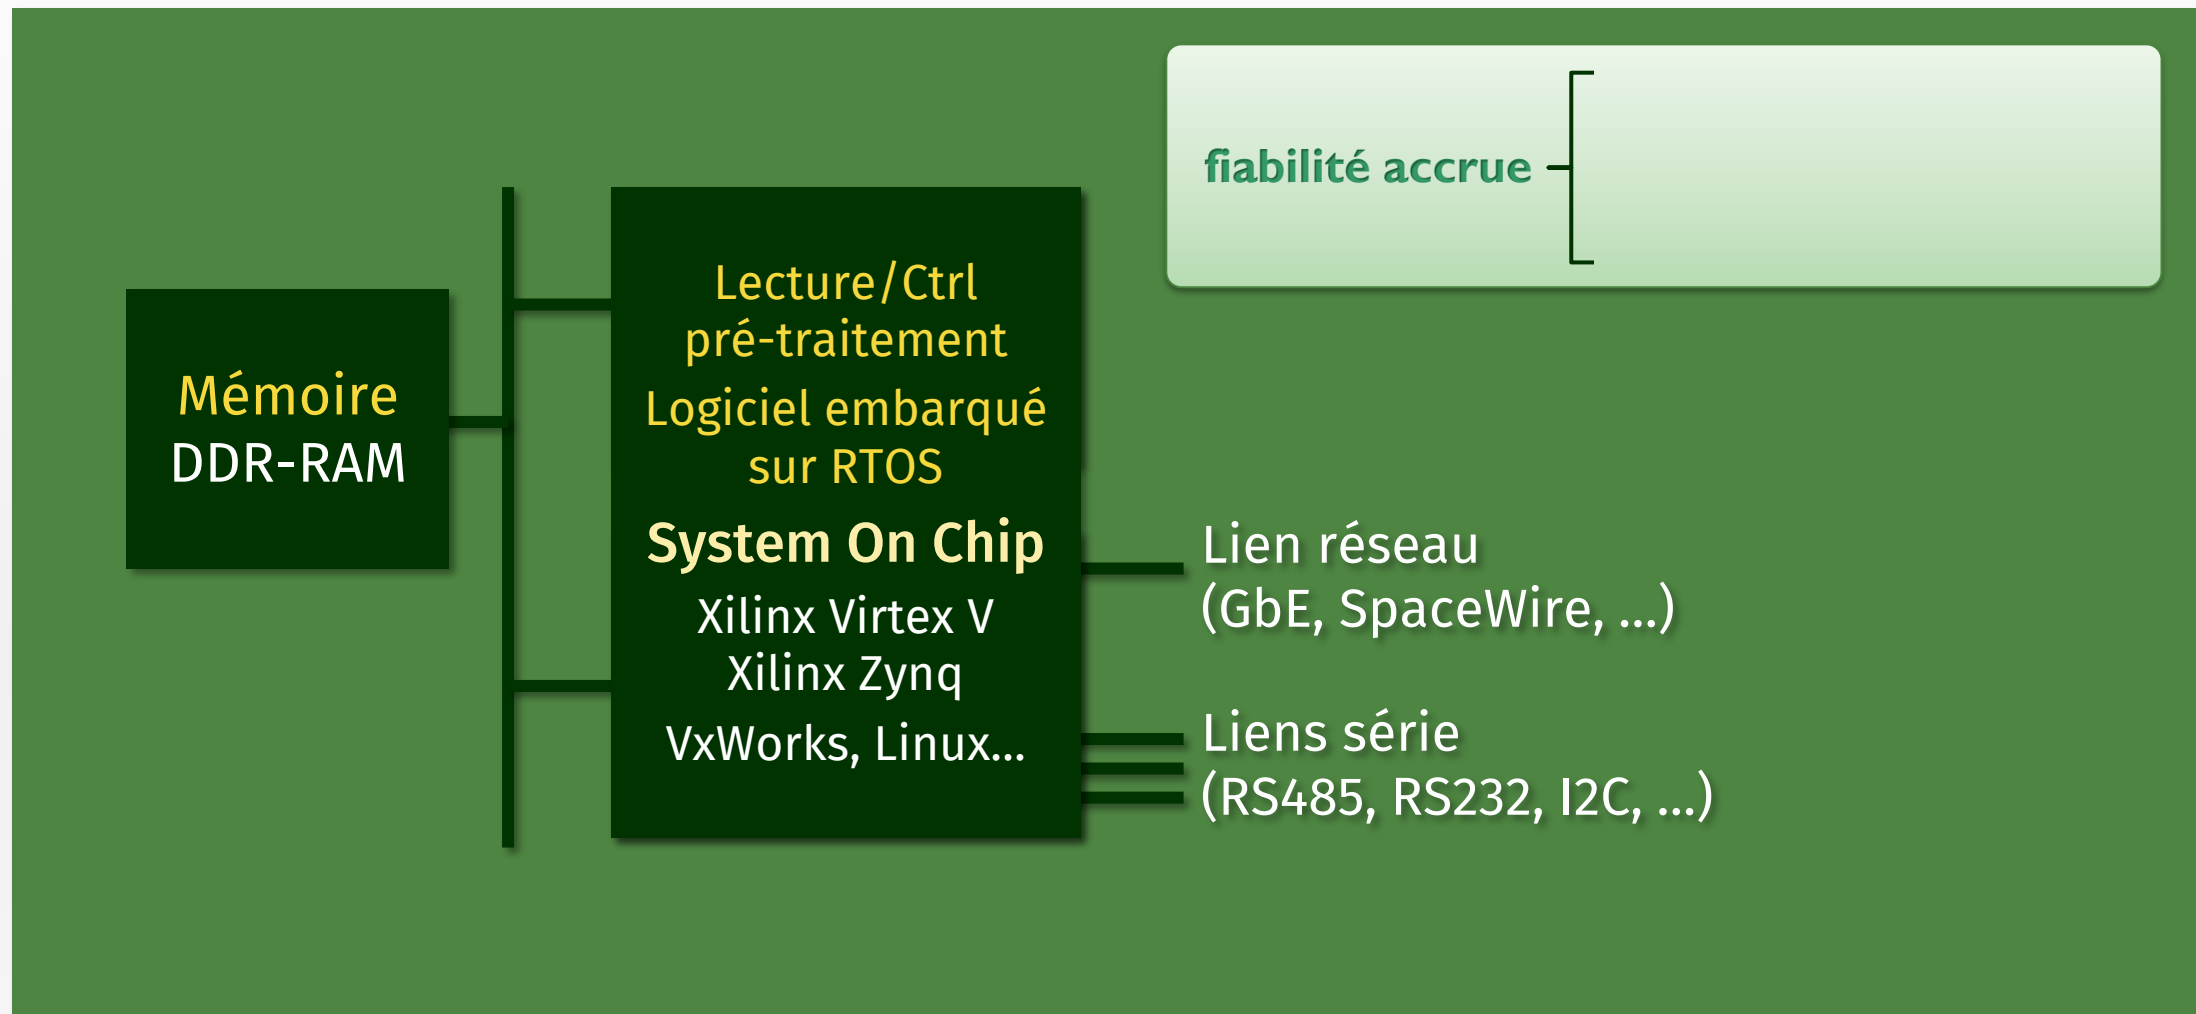 fiabilité accrue
Mémoire
DDR-RAM
Lecture/Ctrl
pré-traitement
Logiciel embarqué
sur RTOS
System On Chip
Xilinx Virtex V
Xilinx Zynq
VxWorks, Linux...
Lien réseau
(GbE, SpaceWire, ...)
Liens série
(RS485, RS232, I2C, ...)